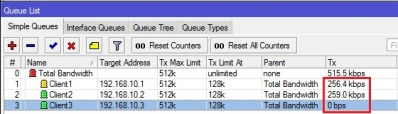 Queue List
Simple Queues Interface Queues Queue Tree Queue Types
00 Reset Counters 00 Reset All Counters
# Name / Target Address Tx Max Limit Tx Limit At Parent Tx
0 Total Bandwidth 512k unlimited none 515.5 kbps
1 Client1 192.168.10.1 512k 128k Total Bandwidth 256.4 kbps
2 Client2 192.168.10.2 512k 128k Total Bandwidth 259.0 kbps
3 Client3 192.168.10.3 512k 128k Total Bandwidth 0 bps